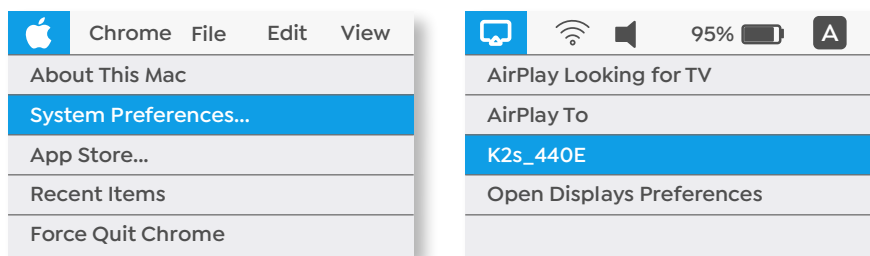 Chrome File Edit View
About This Mac
System Preferences...
App Store...
Recent Items
Force Quit Chrome
95% A
AirPlay Looking for TV
AirPlay To
K2s_440E
Open Displays Preferences